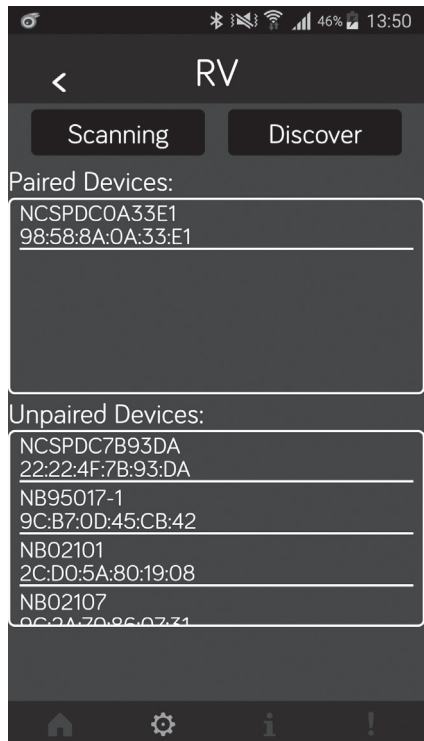 46% 13:50
RV
Scanning Discover
Paired Devices:
NCSPDC0A33E1
98:58:8A:0A:33:E1
Unpaired Devices:
NCSPDC7B93DA
22:22:4F:7B:93:DA
NB95017-1
9C:B7:0D:45:CB:42
NB02101
2C:D0:5A:80:19:08
NB02107